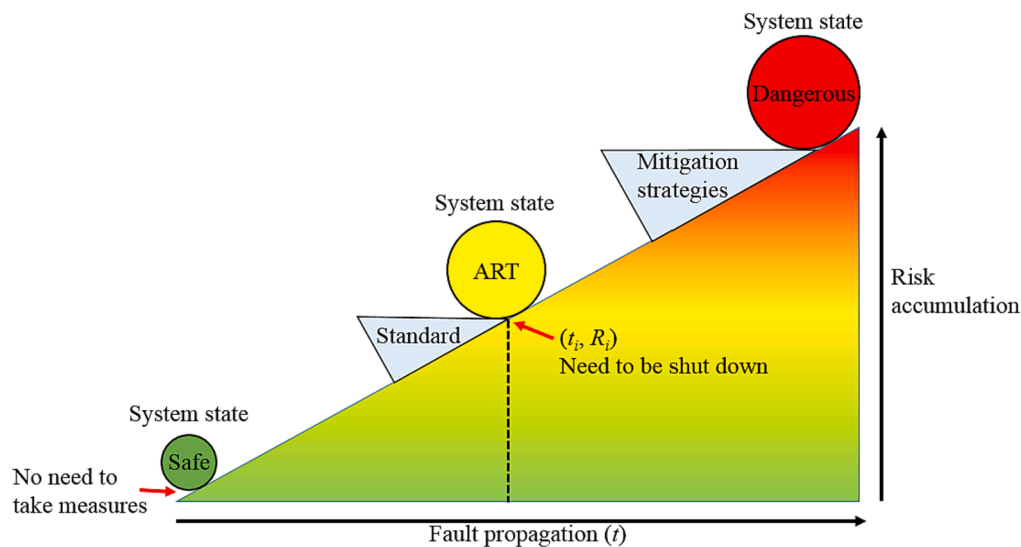 System state
Dangerous
Mitigation
strategies
System state
ART
Risk
accumulation
Standard
(tᵢ, Rᵢ)
Need to be shut down
System state
Safe
No need to
take measures
Fault propagation (t)